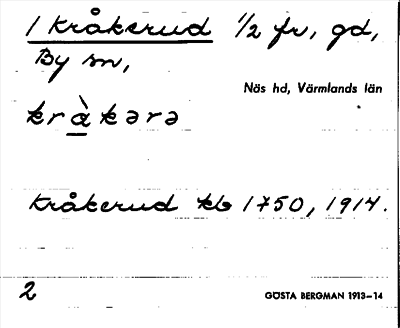 1 Kråkerud 1/2 fr, gd,
By sn,
Näs hd, Värmlands län
kràkərə
Kråkerud kb 1750, 1914.
2
GÖSTA BERGMAN 1913–14